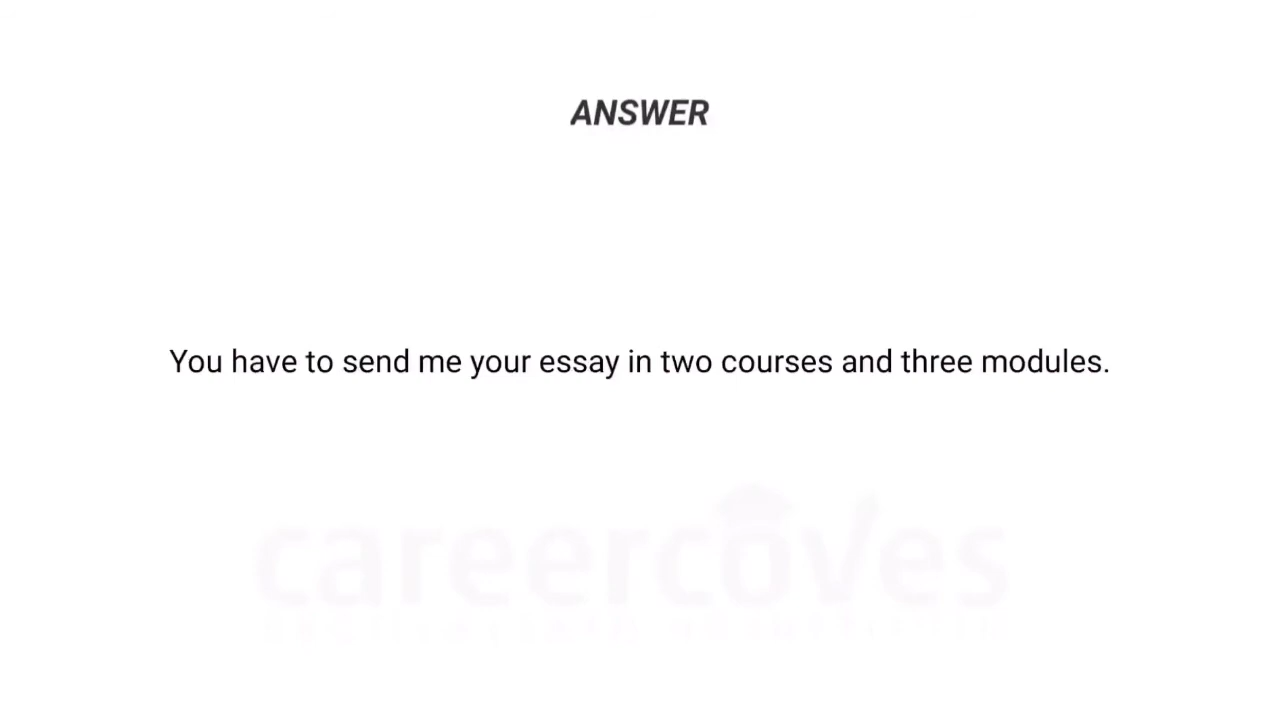 ANSWER
You have to send me your essay in two courses and three modules.
careercoves